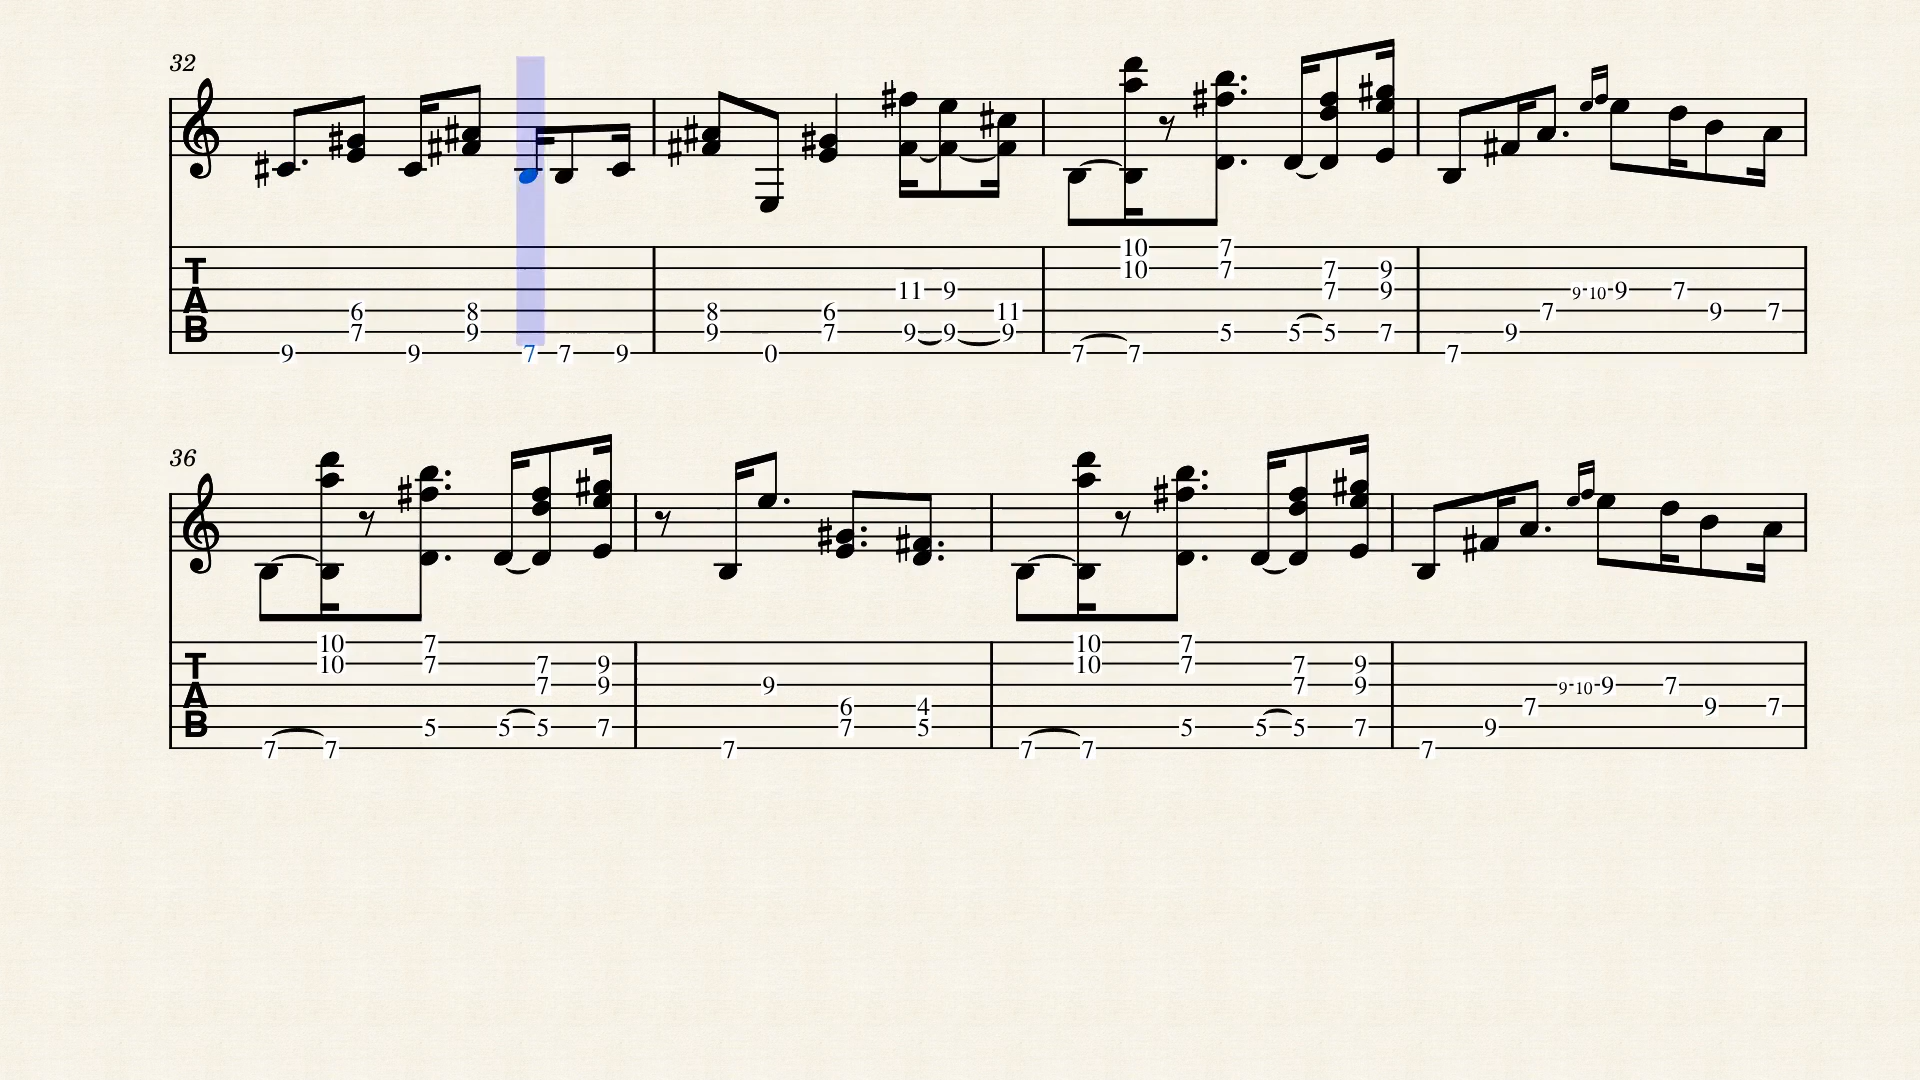 32
10 7
T 10 7 7 9
11 9 7 9 9-10-9 7
A 6 8 8 6 11 7 9 7
B 7 9 9 7 9 9 9 5 5 5 7 9
9 9 7 7 9 0 7 7 7
36
10 7 10 7
T 10 7 7 9 10 7 7 9
7 9 9 7 9 9-10-9 7
A 6 4 7 9 7
B 5 5 5 7 7 5 5 5 5 7 9
7 7 7 7 7 7